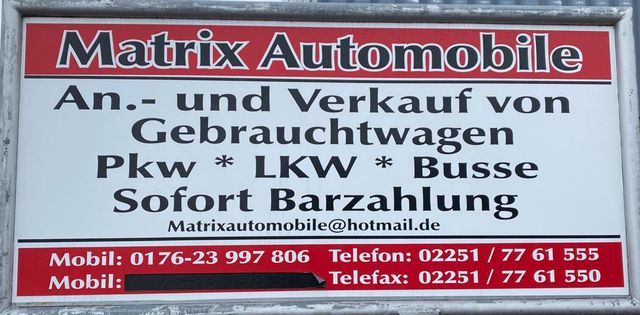 Matrix Automobile
An.- und Verkauf von
Gebrauchtwagen
Pkw * LKW * Busse
Sofort Barzahlung
Matrixautomobile@hotmail.de
Mobil: 0176-23 997 806 Telefon: 02251 / 77 61 555
Mobil: Telefax: 02251 / 77 61 550